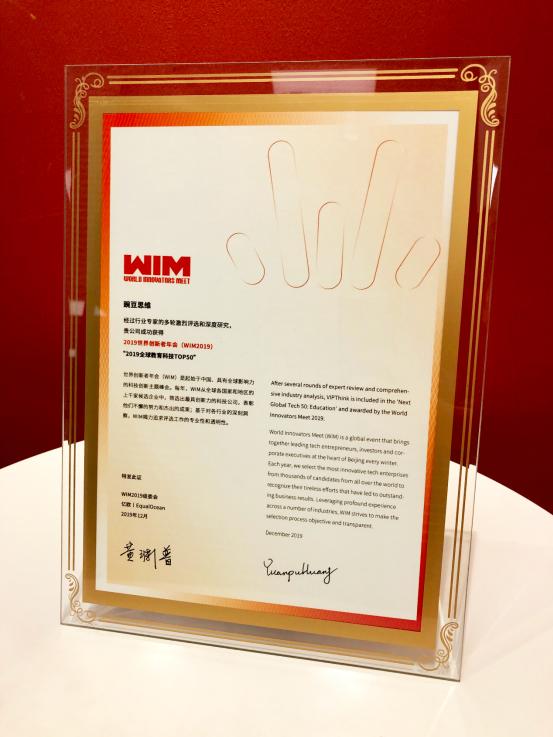 WIM
WORLD INNOVATORS MEET
豌豆思维
经过行业专家的多轮激烈评选和深度研究，
贵公司成功获得
2019世界创新者年会（WIM2019）
"2019全球教育科技TOP50"
世界创新者年会（WIM）是起始于中国、具有全球影响力
的科技创新主题峰会。每年，WIM从全球各国家和地区的
上千家候选企业中，筛选出最具创新力的科技公司，表彰
他们不懈的努力和杰出的成果；基于对各行业的深刻洞
察，WIM竭力追求评选工作的专业性和透明性。
特发此证
WIM2019组委会
亿欧 | EqualOcean
2019年12月
After several rounds of expert review and comprehen-
sive industry analysis, VIPThink is included in the 'Next
Global Tech 50: Education' and awarded by the World
Innovators Meet 2019.
World Innovators Meet (WIM) is a global event that brings
together leading tech entrepreneurs, investors and cor-
porate executives at the heart of Beijing every winter.
Each year, we select the most innovative tech enterprises
from thousands of candidates from all over the world to
recognize their tireless efforts that have led to outstand-
ing business results. Leveraging profound experience
across a number of industries, WIM strives to make the
selection process objective and transparent.
December 2019
YuanpuHuang